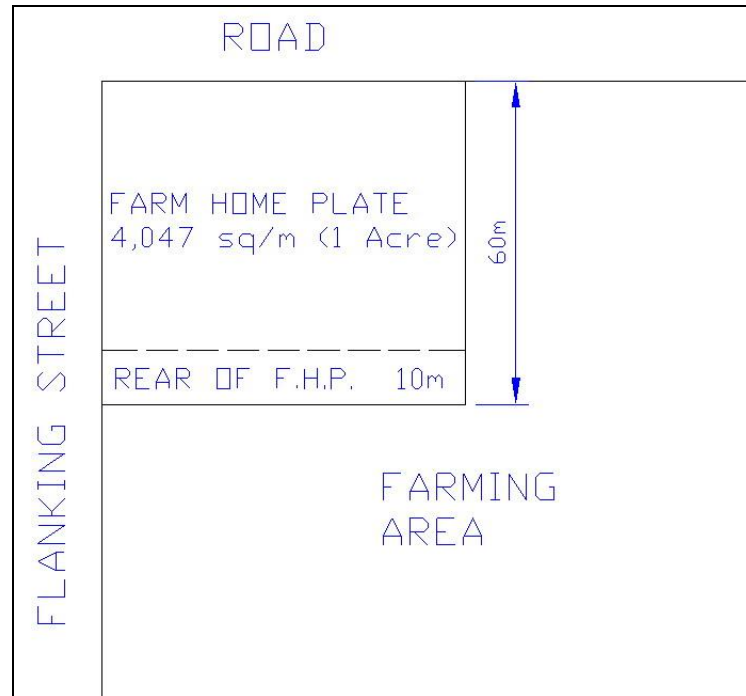 ROAD
FARM HOME PLATE
4,047 sq/m (1 Acre)
60m
REAR OF F.H.P. 10m
FLANKING STREET
FARMING
AREA